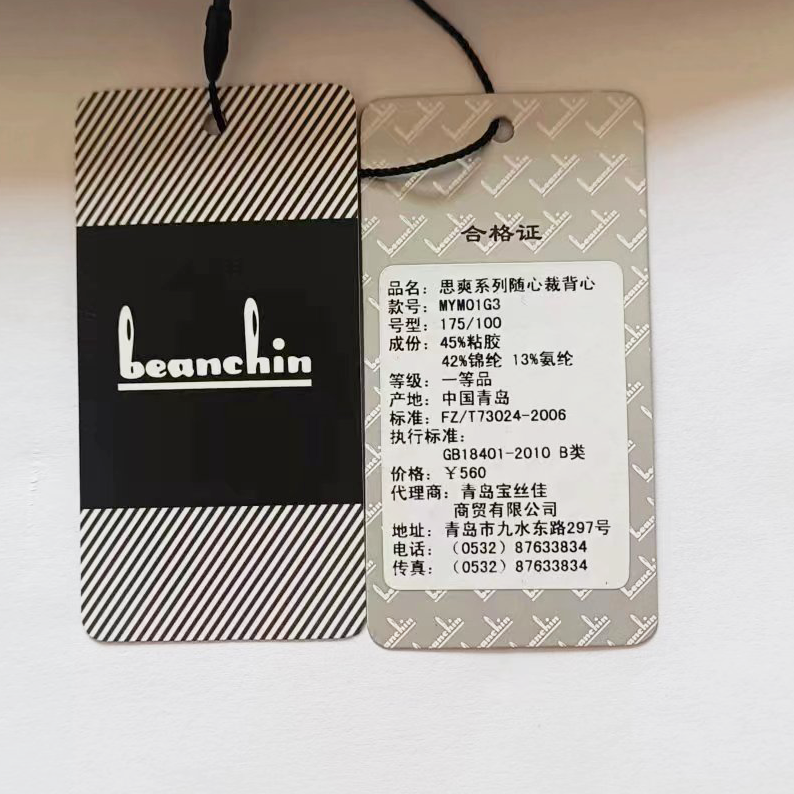 beanchin
合格证
品名：思爽系列随心裁背心
款号：MYM01G3
号型：175/100
成份：45%粘胶
42%锦纶 13%氨纶
等级：一等品
产地：中国青岛
标准：FZ/T73024-2006
执行标准：
GB18401-2010 B类
价格：￥560
代理商：青岛宝丝佳
商贸有限公司
地址：青岛市九水东路297号
电话：（0532）87633834
传真：（0532）87633834